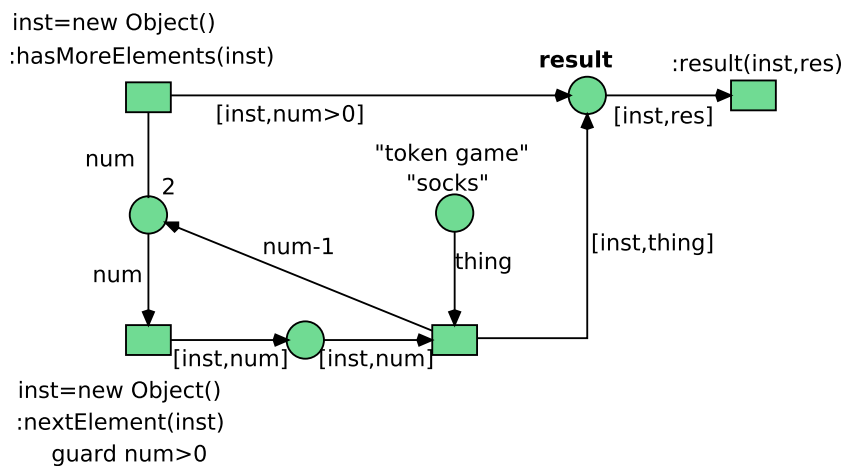 inst=new Object()
:hasMoreElements(inst)
result
:result(inst,res)
[inst,num>0]
[inst,res]
num
"token game"
"socks"
2
num-1
[inst,thing]
num
thing
[inst,num]
[inst,num]
inst=new Object()
:nextElement(inst)
guard num>0